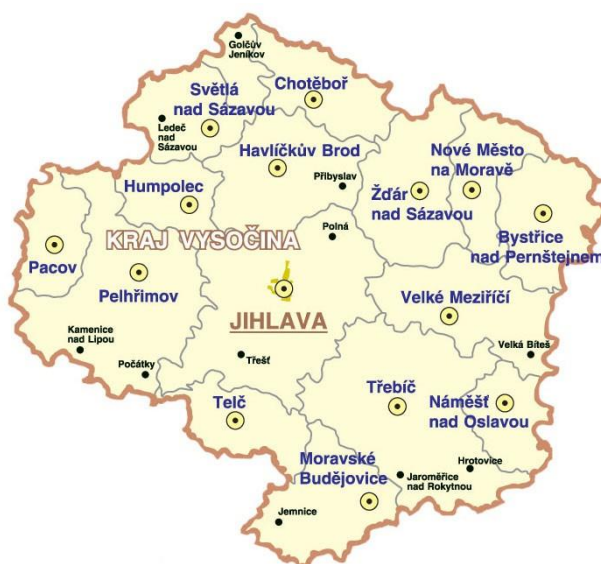 Golčův
Jeníkov
Světlá
nad Sázavou
Chotěboř
Ledeč
nad
Sázavou
Havlíčkův Brod
Přibyslav
Nové Město
na Moravě
Žďár
nad Sázavou
Humpolec
Polná
Bystřice
nad Pernštejnem
KRAJ VYSOČINA
Pacov
Pelhřimov
Velké Meziříčí
JIHLAVA
Kamenice
nad Lipou
Počátky
Třešť
Velká Bíteš
Telč
Třebíč
Náměšť
nad Oslavou
Moravské
Budějovice
Hrotovice
Jaroměřice
nad Rokytnou
Jemnice